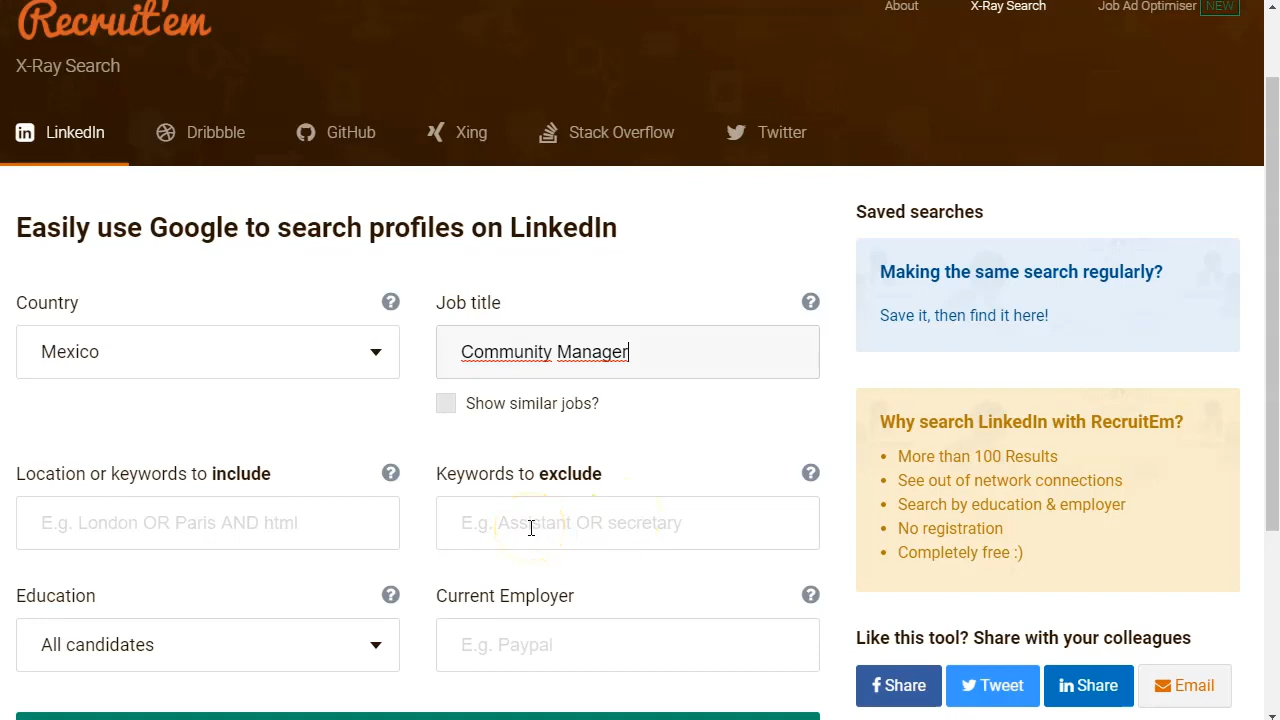 Recruit'em
About
X-Ray Search
Job Ad Optimiser NEW
X-Ray Search
LinkedIn
Dribbble
GitHub
Xing
Stack Overflow
Twitter
Easily use Google to search profiles on LinkedIn
Country
Mexico
Job title
Community Manager
Show similar jobs?
Location or keywords to include
E.g. London OR Paris AND html
Keywords to exclude
E.g. Assistant OR secretary
Education
All candidates
Current Employer
E.g. Paypal
Saved searches
Making the same search regularly?
Save it, then find it here!
Why search LinkedIn with RecruitEm?
More than 100 Results
See out of network connections
Search by education & employer
No registration
Completely free :)
Like this tool? Share with your colleagues
Share
Tweet
Share
Email